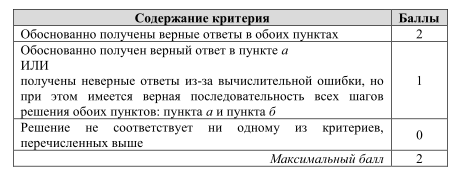 Содержание критерия
Баллы
Обоснованно получены верные ответы в обоих пунктах
2
Обоснованно получен верный ответ в пункте а
ИЛИ
получены неверные ответы из-за вычислительной ошибки, но
при этом имеется верная последовательность всех шагов
решения обоих пунктов: пункта а и пункта б
1
Решение не соответствует ни одному из критериев,
перечисленных выше
0
Максимальный балл
2